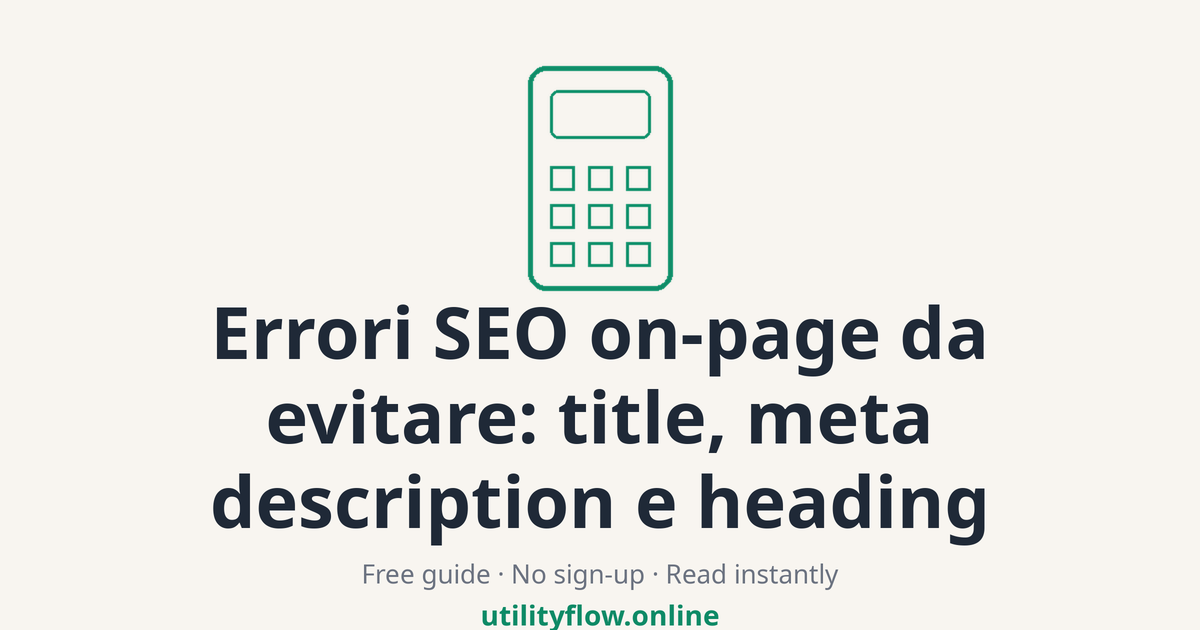 Errori SEO on-page da
evitare: title, meta
description e heading
Free guide · No sign-up · Read instantly
utilityflow.online